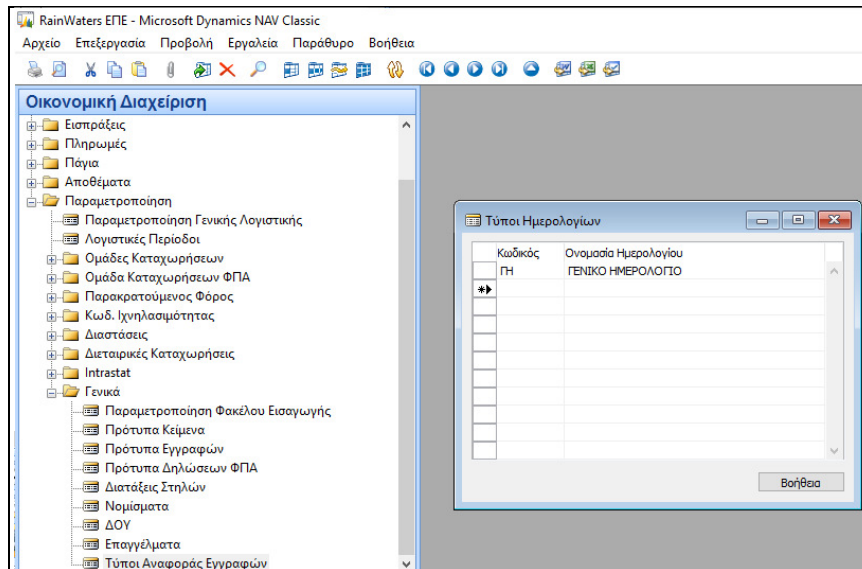 RainWaters ΕΠΕ - Microsoft Dynamics NAV Classic
Αρχείο Επεξεργασία Προβολή Εργαλεία Παράθυρο Βοήθεια
Οικονομική Διαχείριση
Εισπράξεις
Πληρωμές
Πάγια
Αποθέματα
Παραμετροποίηση
Παραμετροποίηση Γενικής Λογιστικής
Λογιστικές Περίοδοι
Ομάδες Καταχωρήσεων
Ομάδα Καταχωρήσεων ΦΠΑ
Παρακρατούμενος Φόρος
Κωδ. Ιχνηλασιμότητας
Διαστάσεις
Διεταιρικές Καταχωρήσεις
Intrastat
Γενικά
Παραμετροποίηση Φακέλου Εισαγωγής
Πρότυπα Κείμενα
Πρότυπα Εγγραφών
Πρότυπα Δηλώσεων ΦΠΑ
Διατάξεις Στηλών
Νομίσματα
ΔΟΥ
Επαγγέλματα
Τύποι Αναφοράς Εγγραφών
Τύποι Ημερολογίων
Κωδικός Ονομασία Ημερολογίου
ΓΗ ΓΕΝΙΚΟ ΗΜΕΡΟΛΟΓΙΟ
Βοήθεια